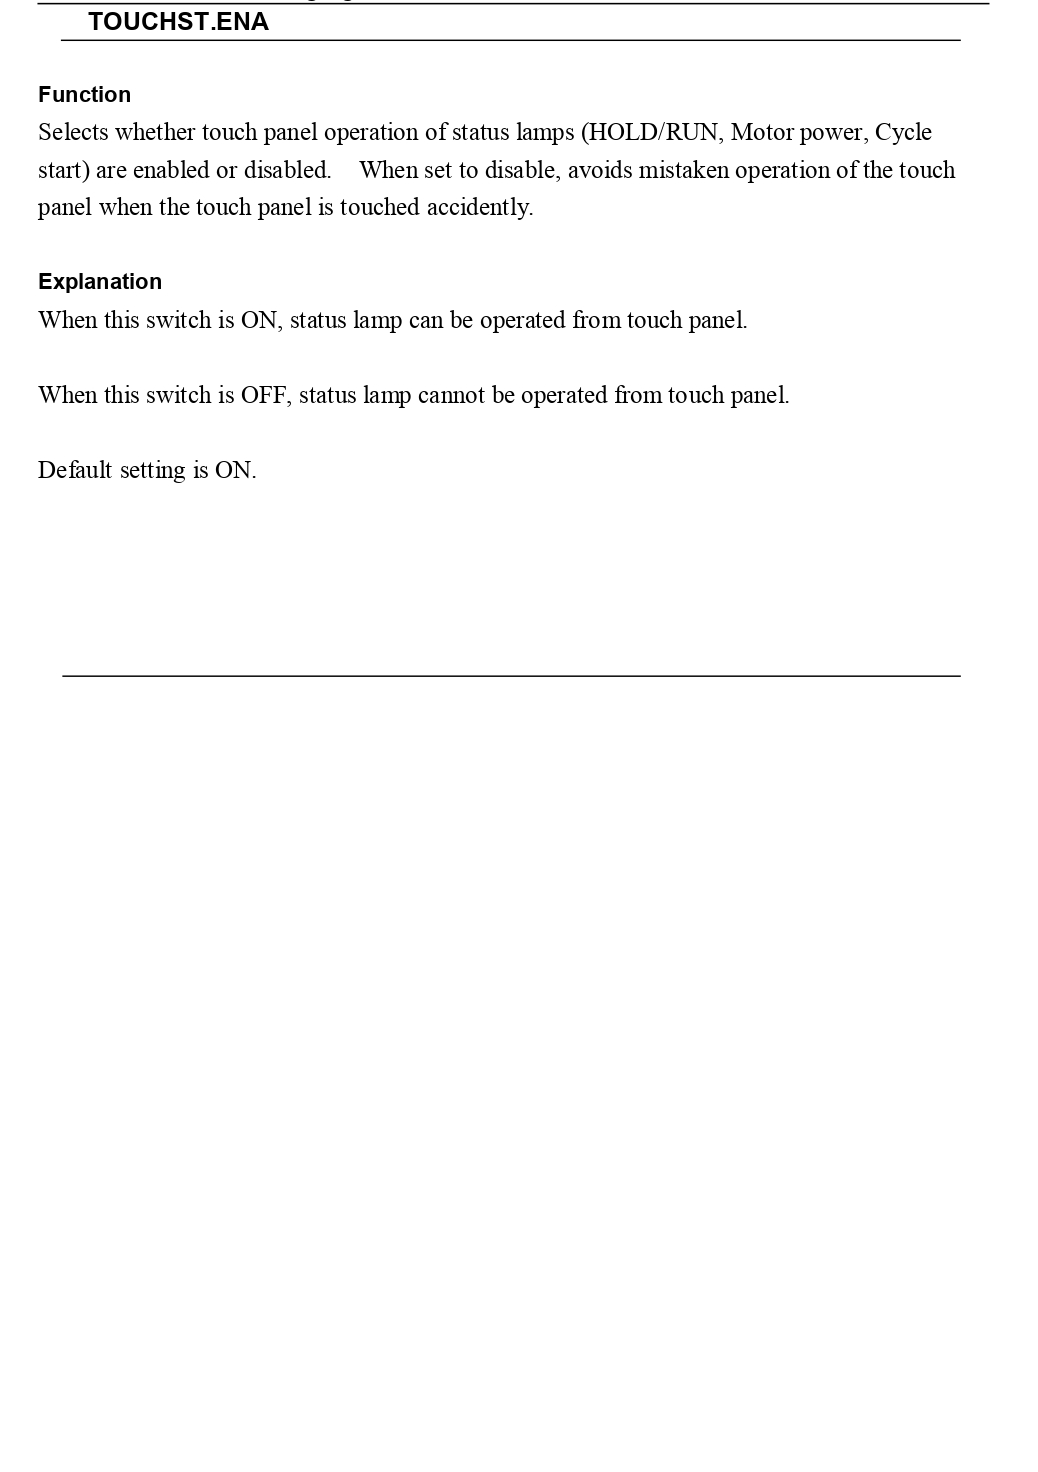 TOUCHST.ENA
Function
Selects whether touch panel operation of status lamps (HOLD/RUN, Motor power, Cycle
start) are enabled or disabled. When set to disable, avoids mistaken operation of the touch
panel when the touch panel is touched accidently.
Explanation
When this switch is ON, status lamp can be operated from touch panel.
When this switch is OFF, status lamp cannot be operated from touch panel.
Default setting is ON.